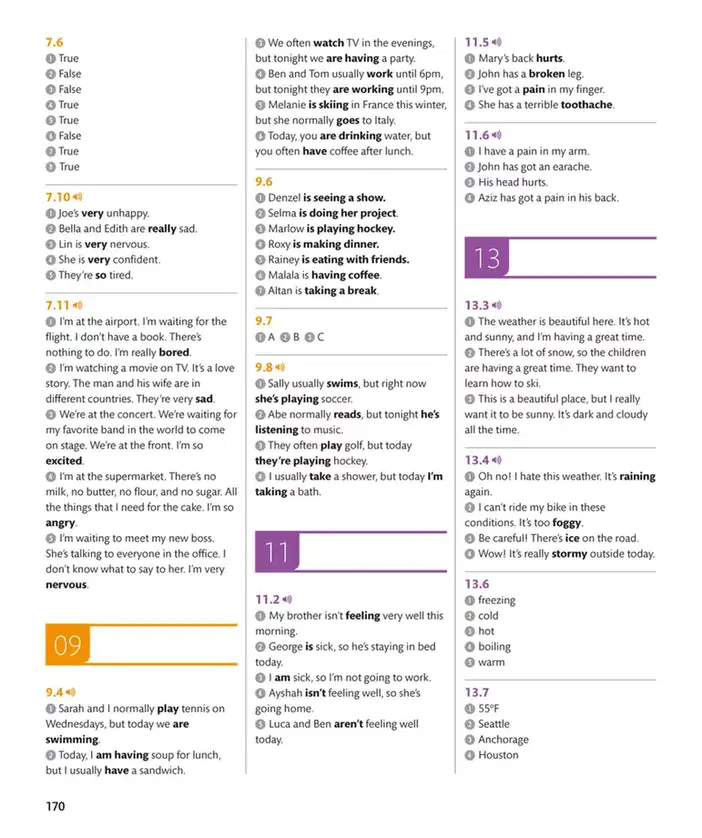 7.6
1 True
2 False
3 False
4 True
5 True
6 False
7 True
8 True
7.10
1 Joe's very unhappy.
2 Bella and Edith are really sad.
3 Lin is very nervous.
4 She is very confident.
5 They're so tired.
7.11
1 I'm at the airport. I'm waiting for the
flight. I don't have a book. There's
nothing to do. I'm really bored.
2 I'm watching a movie on TV. It's a love
story. The man and his wife are in
different countries. They're very sad.
3 We're at the concert. We're waiting for
my favorite band in the world to come
on stage. We're at the front. I'm so
excited.
4 I'm at the supermarket. There's no
milk, no butter, no flour, and no sugar. All
the things that I need for the cake. I'm so
angry.
5 I'm waiting to meet my new boss.
She's talking to everyone in the office. I
don't know what to say to her. I'm very
nervous.
09
9.4
1 Sarah and I normally play tennis on
Wednesdays, but today we are
swimming.
2 Today, I am having soup for lunch,
but I usually have a sandwich.
3 We often watch TV in the evenings,
but tonight we are having a party.
4 Ben and Tom usually work until 6pm,
but tonight they are working until 9pm.
5 Melanie is skiing in France this winter,
but she normally goes to Italy.
6 Today, you are drinking water, but
you often have coffee after lunch.
9.6
1 Denzel is seeing a show.
2 Selma is doing her project.
3 Marlow is playing hockey.
4 Roxy is making dinner.
5 Rainey is eating with friends.
6 Malala is having coffee.
7 Altan is taking a break.
9.7
1 A 2 B 3 C
9.8
1 Sally usually swims, but right now
she's playing soccer.
2 Abe normally reads, but tonight he's
listening to music.
3 They often play golf, but today
they're playing hockey.
4 I usually take a shower, but today I'm
taking a bath.
11
11.2
1 My brother isn't feeling very well this
morning.
2 George is sick, so he's staying in bed
today.
3 I am sick, so I'm not going to work.
4 Ayshah isn't feeling well, so she's
going home.
5 Luca and Ben aren't feeling well
today.
11.5
1 Mary's back hurts.
2 John has a broken leg.
3 I've got a pain in my finger.
4 She has a terrible toothache.
11.6
1 I have a pain in my arm.
2 John has got an earache.
3 His head hurts.
4 Aziz has got a pain in his back.
13
13.3
1 The weather is beautiful here. It's hot
and sunny, and I'm having a great time.
2 There's a lot of snow, so the children
are having a great time. They want to
learn how to ski.
3 This is a beautiful place, but I really
want it to be sunny. It's dark and cloudy
all the time.
13.4
1 Oh no! I hate this weather. It's raining
again.
2 I can't ride my bike in these
conditions. It's too foggy.
3 Be careful! There's ice on the road.
4 Wow! It's really stormy outside today.
13.6
1 freezing
2 cold
3 hot
4 boiling
5 warm
13.7
1 55ºF
2 Seattle
3 Anchorage
4 Houston
170